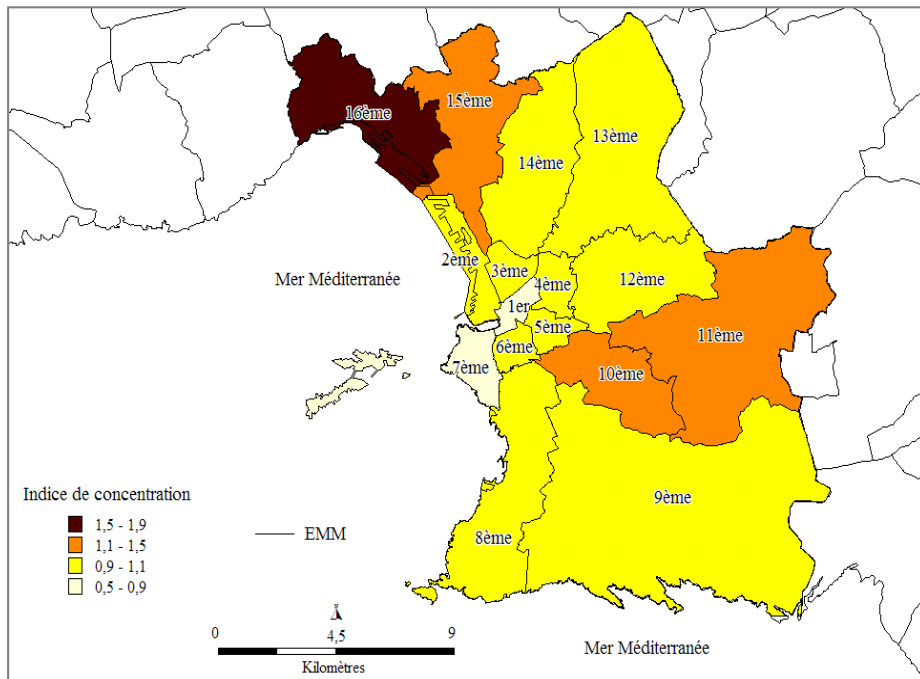 16ème
15ème
14ème
13ème
2ème
3ème
Mer Méditerranée
4ème
12ème
1er
5ème
11ème
6ème
7ème
10ème
Indice de concentration
1,5 - 1,9
1,1 - 1,5
0,9 - 1,1
0,5 - 0,9
EMM
9ème
8ème
N
0
4,5
9
Kilomètres
Mer Méditerranée